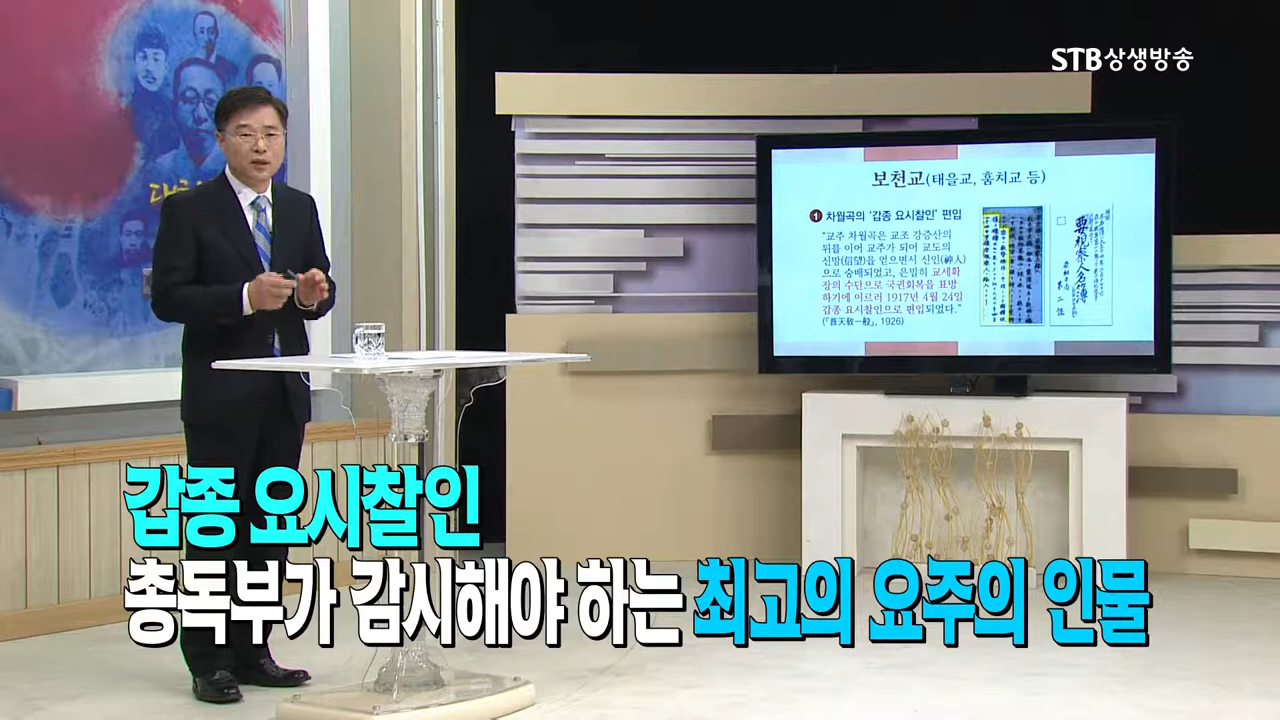 STB상생방송
보천교(태을교, 훔치교 등)
1 차월곡의 '갑종 요시찰인' 편입
"교주 차월곡은 교조 강증산의
뒤를 이어 교주가 되어 교도의
신망(信望)을 얻으면서 신인(神人)
으로 숭배되었고, 은밀히 교세확
장의 수단으로 국권회복을 표방
하기에 이르러 1917년 4월 24일
갑종 요시찰인으로 편입되었다."
(『普天敎一般』, 1926)
要視察人名簿
갑종 요시찰인
총독부가 감시해야 하는 최고의 요주의 인물